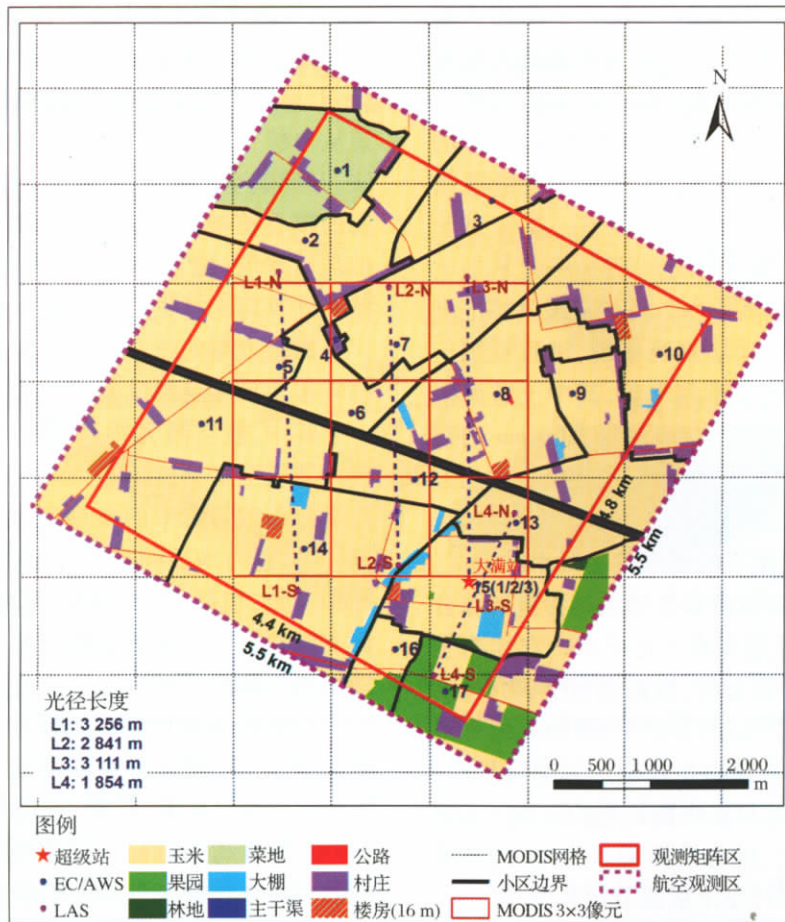 N
1
2
3
L1-N
L2-N
L3-N
4
7
5
10
6
8
9
11
12
4.8 km
5.5 km
L4-N
13
14
L2-S
大满站
15(1/2/3)
L1-S
L3-S
4.4 km
5.5 km
16
L4-S
17
光径长度
L1: 3 256 m
L2: 2 841 m
L3: 3 111 m
L4: 1 854 m
0 500 1 000 2 000
m
图例
超级站 玉米 菜地 公路 MODIS网格 观测矩阵区
EC/AWS 果园 大棚 村庄 小区边界 航空观测区
LAS 林地 主干渠 楼房(16 m) MODIS 3×3像元